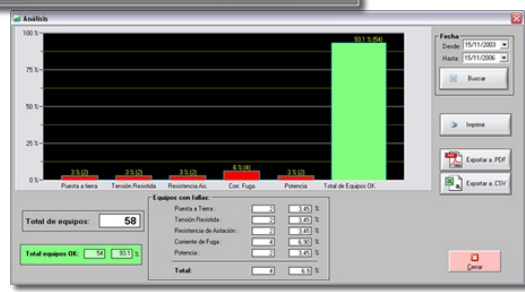 Análisis
100 %
75 %
50 %
25 %
0 %
93.1 % (54)
3 % (2)
3 % (2)
3 % (2)
6 % (4)
3 % (2)
Puesta a tierra
Tensión Resistida
Resistencia Ais.
Corr. Fuga
Potencia
Total de Equipos OK
Fecha
Desde 15/11/2003
Hasta: 15/11/2006
Buscar
Imprimir
Exportar a .PDF
Exportar a .CSV
Cerrar
Total de equipos: 58
Total equipos OK: 54 93.1 %
Equipos con fallas:
Puesta a Tierra: 2 3,45 %
Tensión Resistida: 2 3,45 %
Resistencia de Aislación: 2 3,45 %
Corriente de Fuga: 4 6,90 %
Potencia: 2 3,45 %
Total: 4 6.9 %